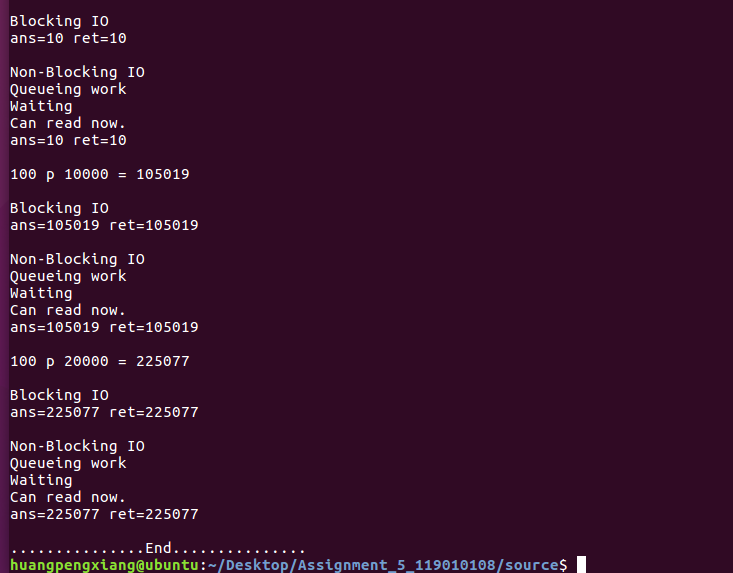 Blocking IO
ans=10 ret=10
Non-Blocking IO
Queueing work
Waiting
Can read now.
ans=10 ret=10
100 p 10000 = 105019
Blocking IO
ans=105019 ret=105019
Non-Blocking IO
Queueing work
Waiting
Can read now.
ans=105019 ret=105019
100 p 20000 = 225077
Blocking IO
ans=225077 ret=225077
Non-Blocking IO
Queueing work
Waiting
Can read now.
ans=225077 ret=225077
...............End...............
huangpengxiang@ubuntu:~/Desktop/Assignment_5_119010108/source$